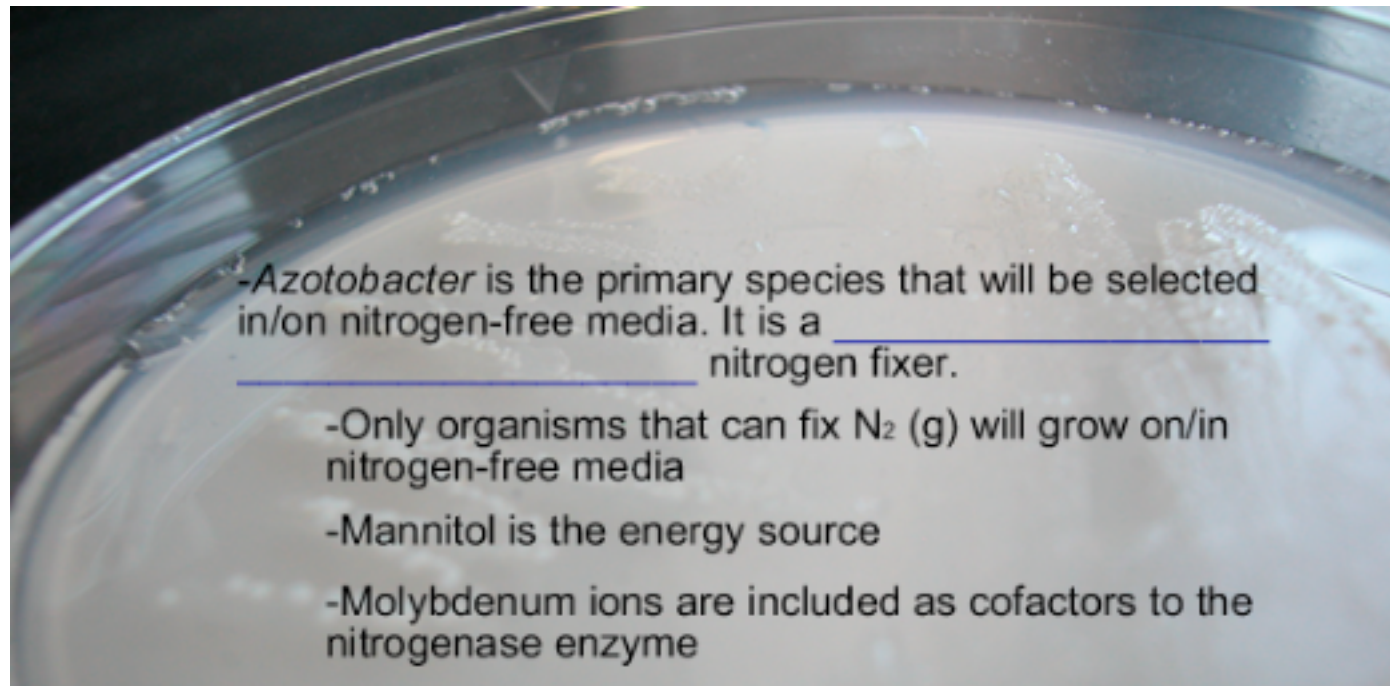 -Azotobacter is the primary species that will be selected
in/on nitrogen-free media. It is a ____________________
____________________ nitrogen fixer.
-Only organisms that can fix N₂ (g) will grow on/in
nitrogen-free media
-Mannitol is the energy source
-Molybdenum ions are included as cofactors to the
nitrogenase enzyme